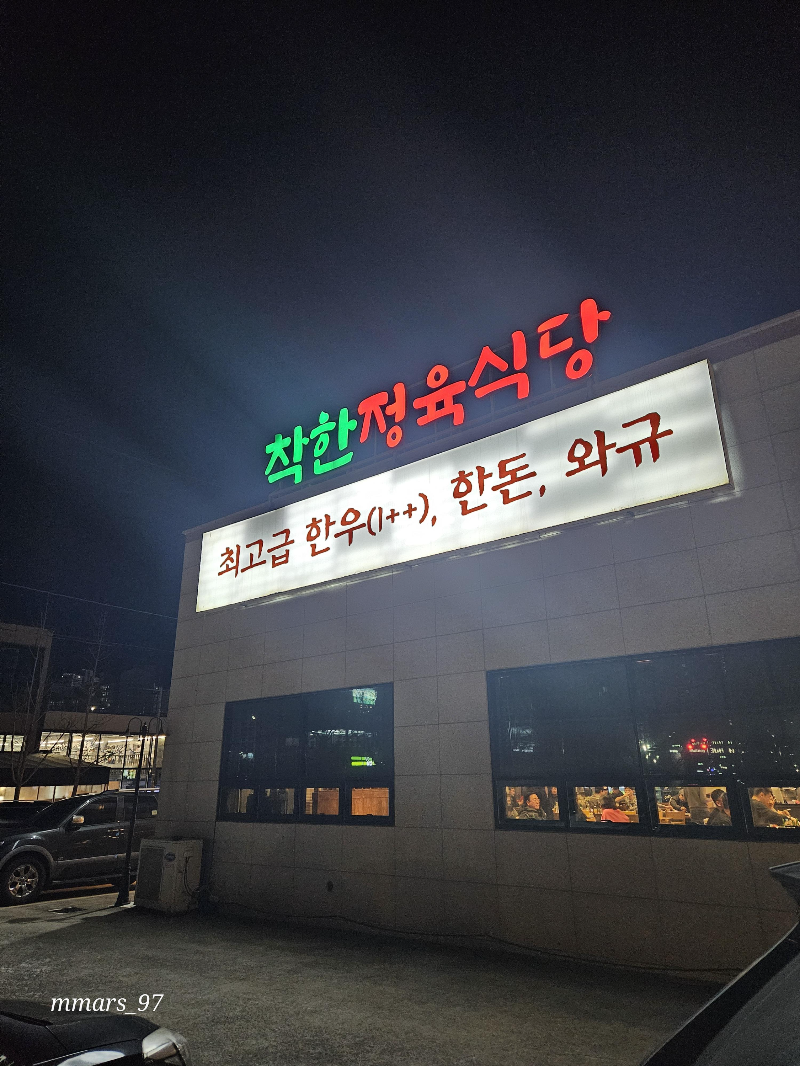 착한정육식당
최고급 한우(1++), 한돈, 와규
mmars_97